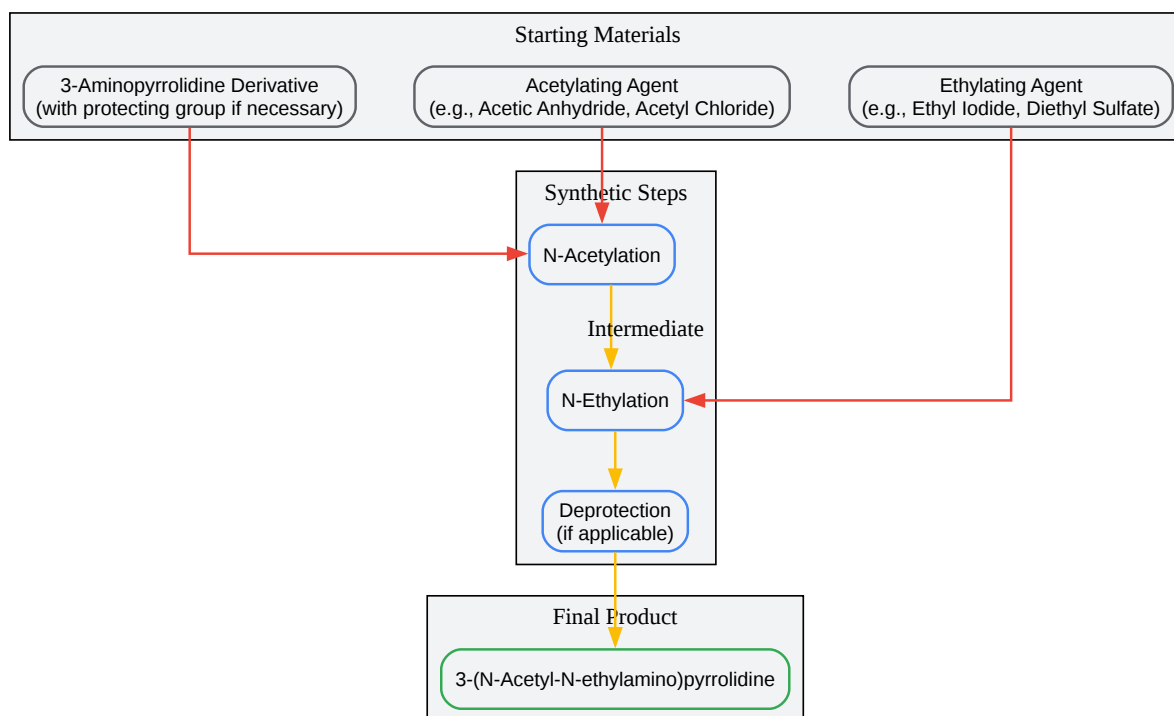 Starting Materials
3-Aminopyrrolidine Derivative
(with protecting group if necessary)
Acetylating Agent
(e.g., Acetic Anhydride, Acetyl Chloride)
Ethylating Agent
(e.g., Ethyl Iodide, Diethyl Sulfate)
Synthetic Steps
N-Acetylation
Intermediate
N-Ethylation
Deprotection
(if applicable)
Final Product
3-(N-Acetyl-N-ethylamino)pyrrolidine